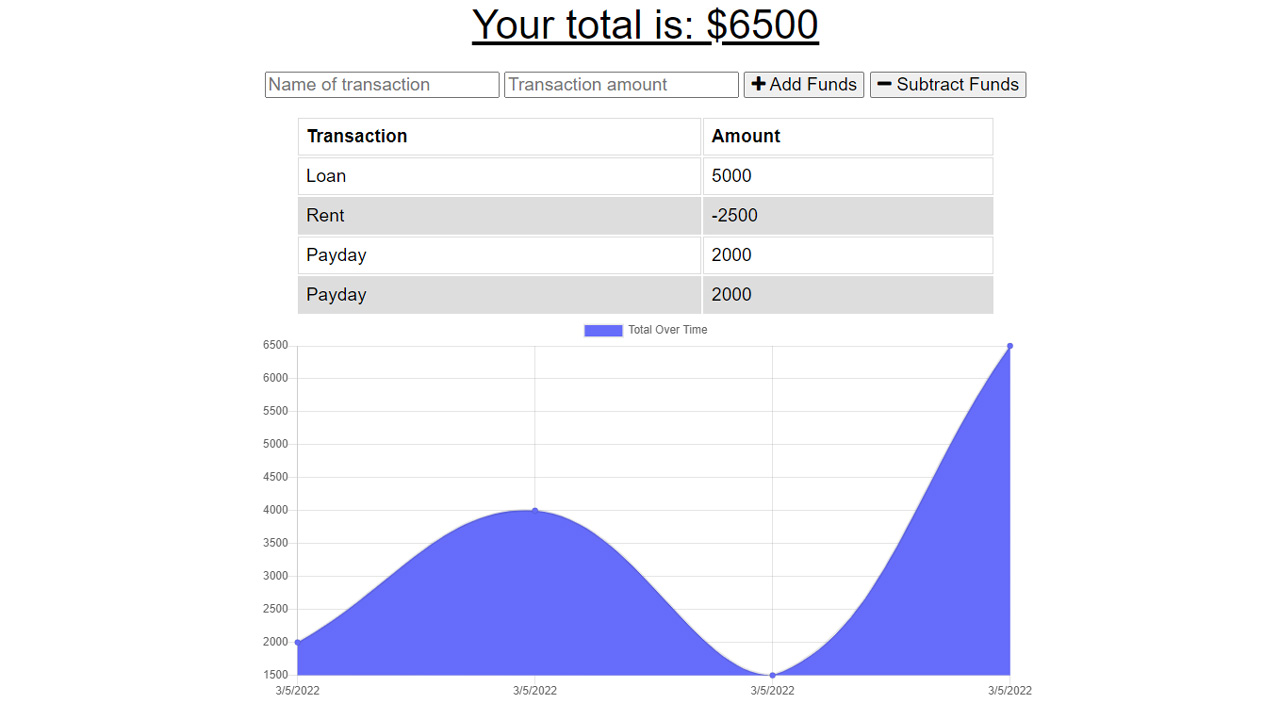 Your total is: $6500
Name of transaction Transaction amount Add Funds Subtract Funds
Transaction Amount
Loan 5000
Rent -2500
Payday 2000
Payday 2000
Total Over Time
6500
6000
5500
5000
4500
4000
3500
3000
2500
2000
1500
3/5/2022 3/5/2022 3/5/2022 3/5/2022